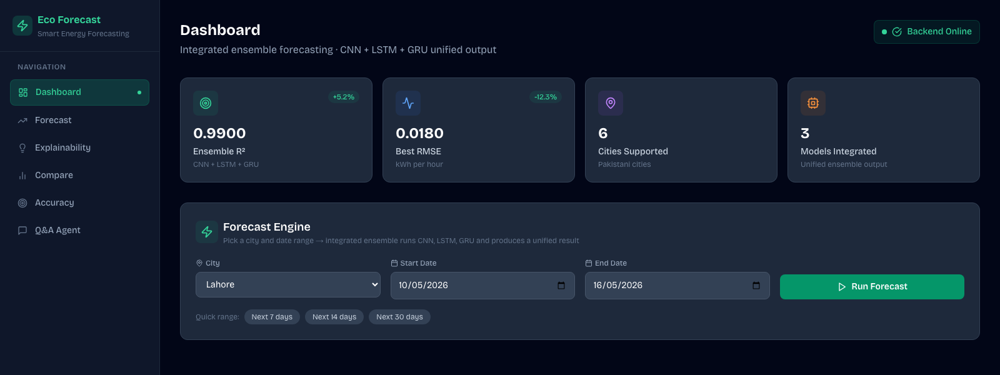 Eco Forecast
Smart Energy Forecasting
NAVIGATION
Dashboard
Forecast
Explainability
Compare
Accuracy
Q&A Agent
Dashboard
Integrated ensemble forecasting · CNN + LSTM + GRU unified output
Backend Online
+5.2%
0.9900
Ensemble R²
CNN + LSTM + GRU
-12.3%
0.0180
Best RMSE
kWh per hour
6
Cities Supported
Pakistani cities
3
Models Integrated
Unified ensemble output
Forecast Engine
Pick a city and date range → integrated ensemble runs CNN, LSTM, GRU and produces a unified result
City
Lahore
Start Date
10/05/2026
End Date
16/05/2026
Run Forecast
Quick range: Next 7 days Next 14 days Next 30 days